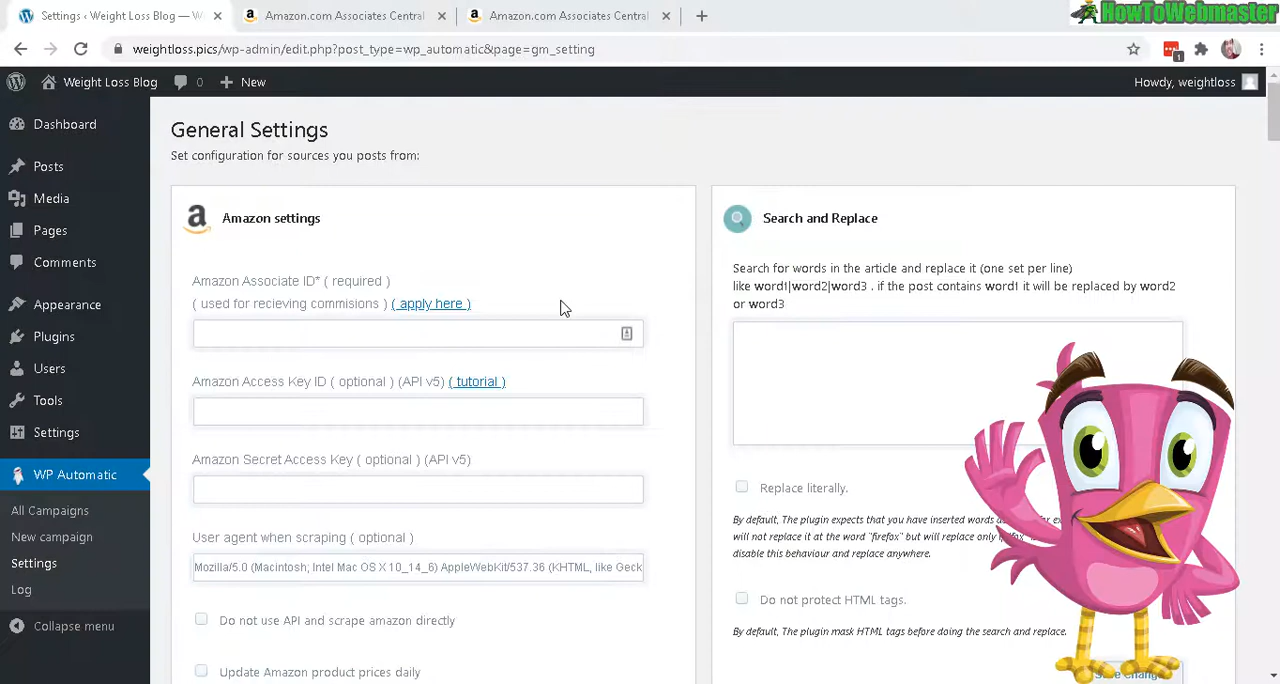 Settings ‹ Weight Loss Blog — W
Amazon.com Associates Central
Amazon.com Associates Central
HowToWebmaster
weightloss.pics/wp-admin/edit.php?post_type=wp_automatic&page=tm_setting
1
Weight Loss Blog
0
New
Howdy, weightloss
Dashboard
Posts
Media
Pages
Comments
Appearance
Plugins
Users
Tools
Settings
WP Automatic
All Campaigns
New campaign
Settings
Log
Collapse menu
General Settings
Set configuration for sources you posts from:
Amazon settings
Amazon Associate ID ( required )
( used for receving commisions ) ( apply here )
Amazon Access Key ID ( optional ) (API v5) ( tutorial )
Amazon Secret Access Key ( optional ) (API v5)
User agent when scraping ( optional )
Mozilla/5.0 (Macintosh; Intel Mac OS X 10_14_6) AppleWebKit/537.36 (KHTML, like Geck
Do not use API and scrape amazon directly
Update Amazon products price daily
Search and Replace
Search for words in the article and replace it (one set per line)
like word1|word2|word3 . if the post contains word1 it will be replaced by word2
or word3
Replace literally.
By default, The plugin expects that you have inserted words
will not replace it at the word "firefox" but will replace only
disable this behaviour and replace anywhere.
Do not protect HTML tags.
By default, The plugin mask HTML tags before doing the search and replace.